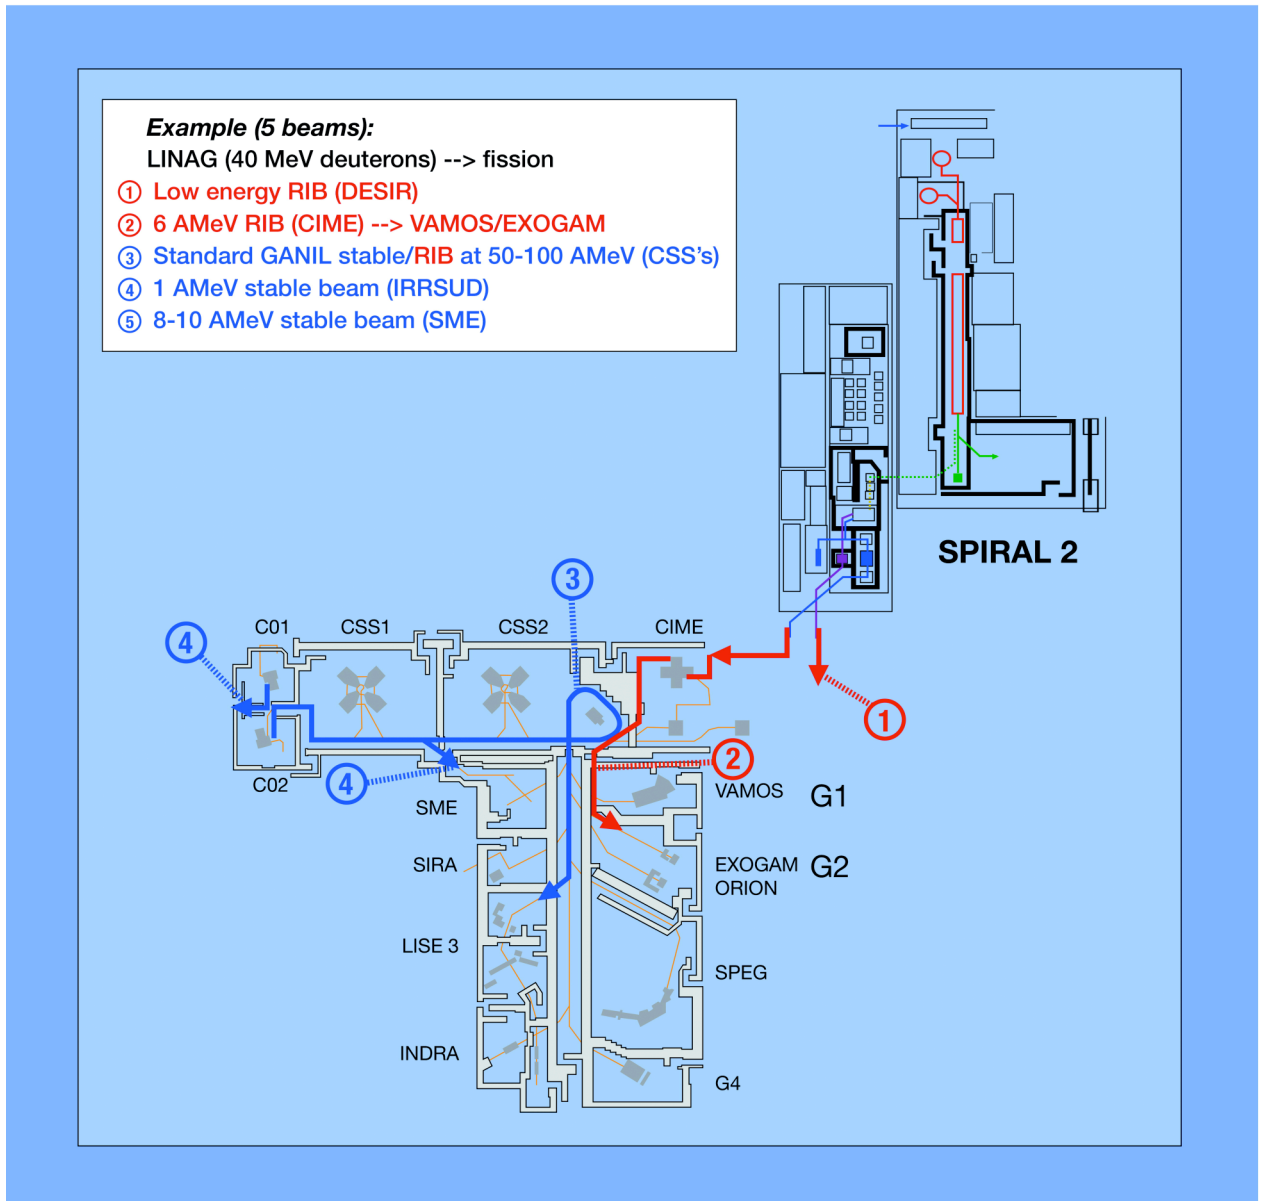 Example (5 beams):
LINAG (40 MeV deuterons) --> fission
① Low energy RIB (DESIR)
② 6 AMeV RIB (CIME) --> VAMOS/EXOGAM
③ Standard GANIL stable/RIB at 50-100 AMeV (CSS's)
④ 1 AMeV stable beam (IRRSUD)
⑤ 8-10 AMeV stable beam (SME)
SPIRAL 2
3
4
C01
CSS1
CSS2
CIME
1
2
4
C02
SME
VAMOS
G1
SIRA
EXOGAM
ORION
G2
LISE 3
SPEG
INDRA
G4